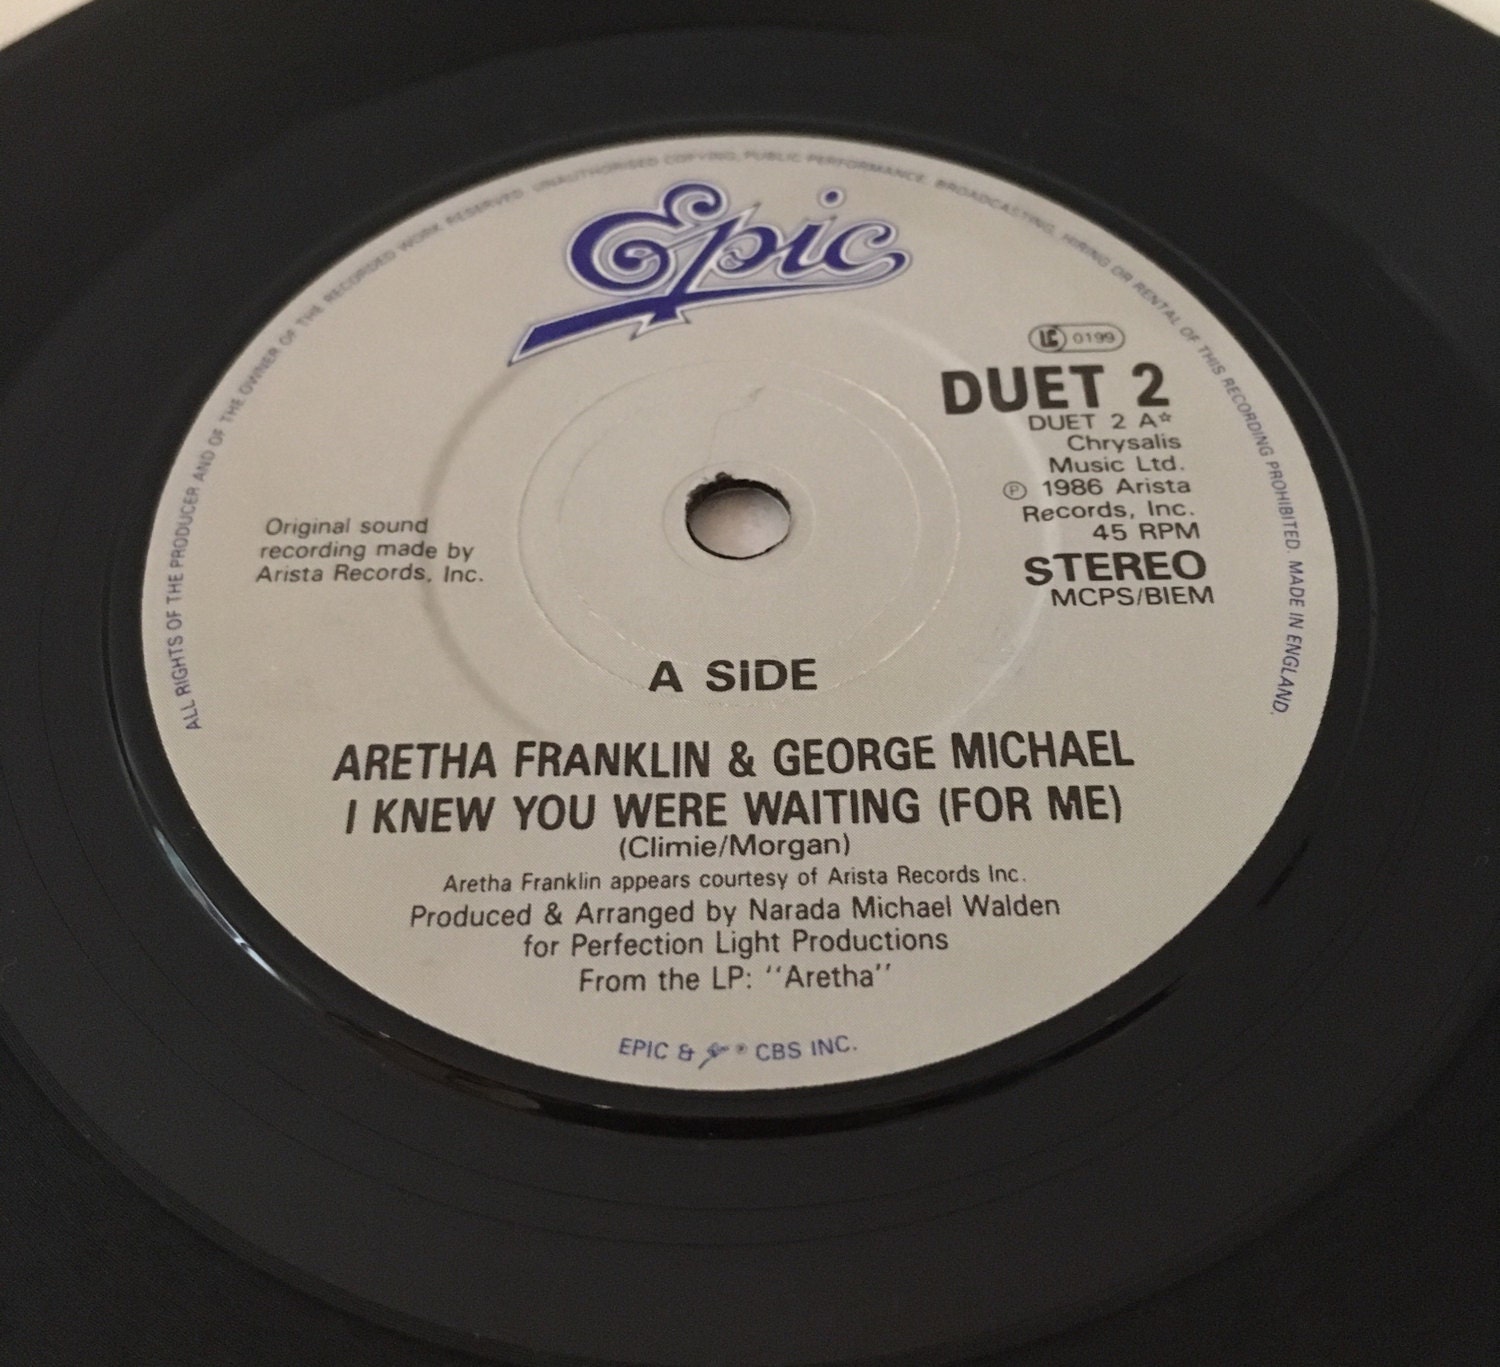 ALL RIGHTS OF THE PRODUCER AND OF THE OWNER OF THE RECORDED WORK RESERVED. UNAUTHORISED COPYING, PUBLIC PERFORMANCE, BROADCASTING, HIRING OR RENTAL OF THIS RECORDING PROHIBITED. MADE IN ENGLAND.
Epic
LC 0199
DUET 2
DUET 2 A☆
Chrysalis
Music Ltd.
℗ 1986 Arista
Records, Inc.
45 RPM
STEREO
MCPS/BIEM
Original sound
recording made by
Arista Records, Inc.
A SIDE
ARETHA FRANKLIN & GEORGE MICHAEL
I KNEW YOU WERE WAITING (FOR ME)
(Climie/Morgan)
Aretha Franklin appears courtesy of Arista Records Inc.
Produced & Arranged by Narada Michael Walden
for Perfection Light Productions
From the LP: "Aretha"
EPIC & ® CBS INC.